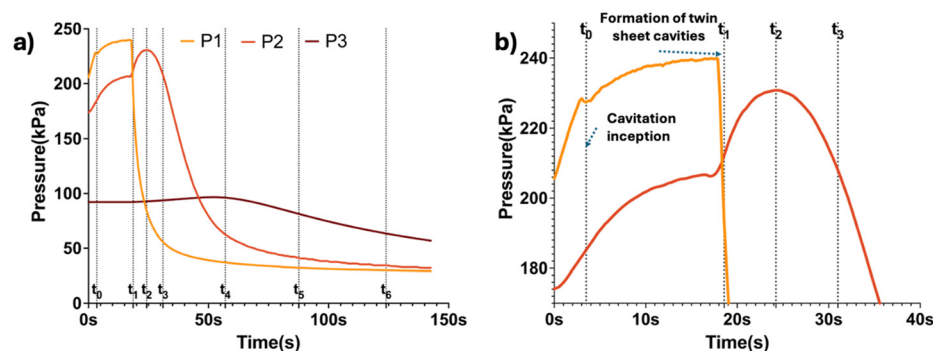 a)
P1 P2 P3
Pressure(kPa)
250
200
150
100
50
0
t0 t1 t2 t3 t4 t5 t6
0s 50s 100s 150s
Time(s)
b)
Formation of twin
sheet cavities
t0 t1 t2 t3
Cavitation
inception
Pressure(kPa)
240
220
200
180
0s 10s 20s 30s 40s
Time(s)